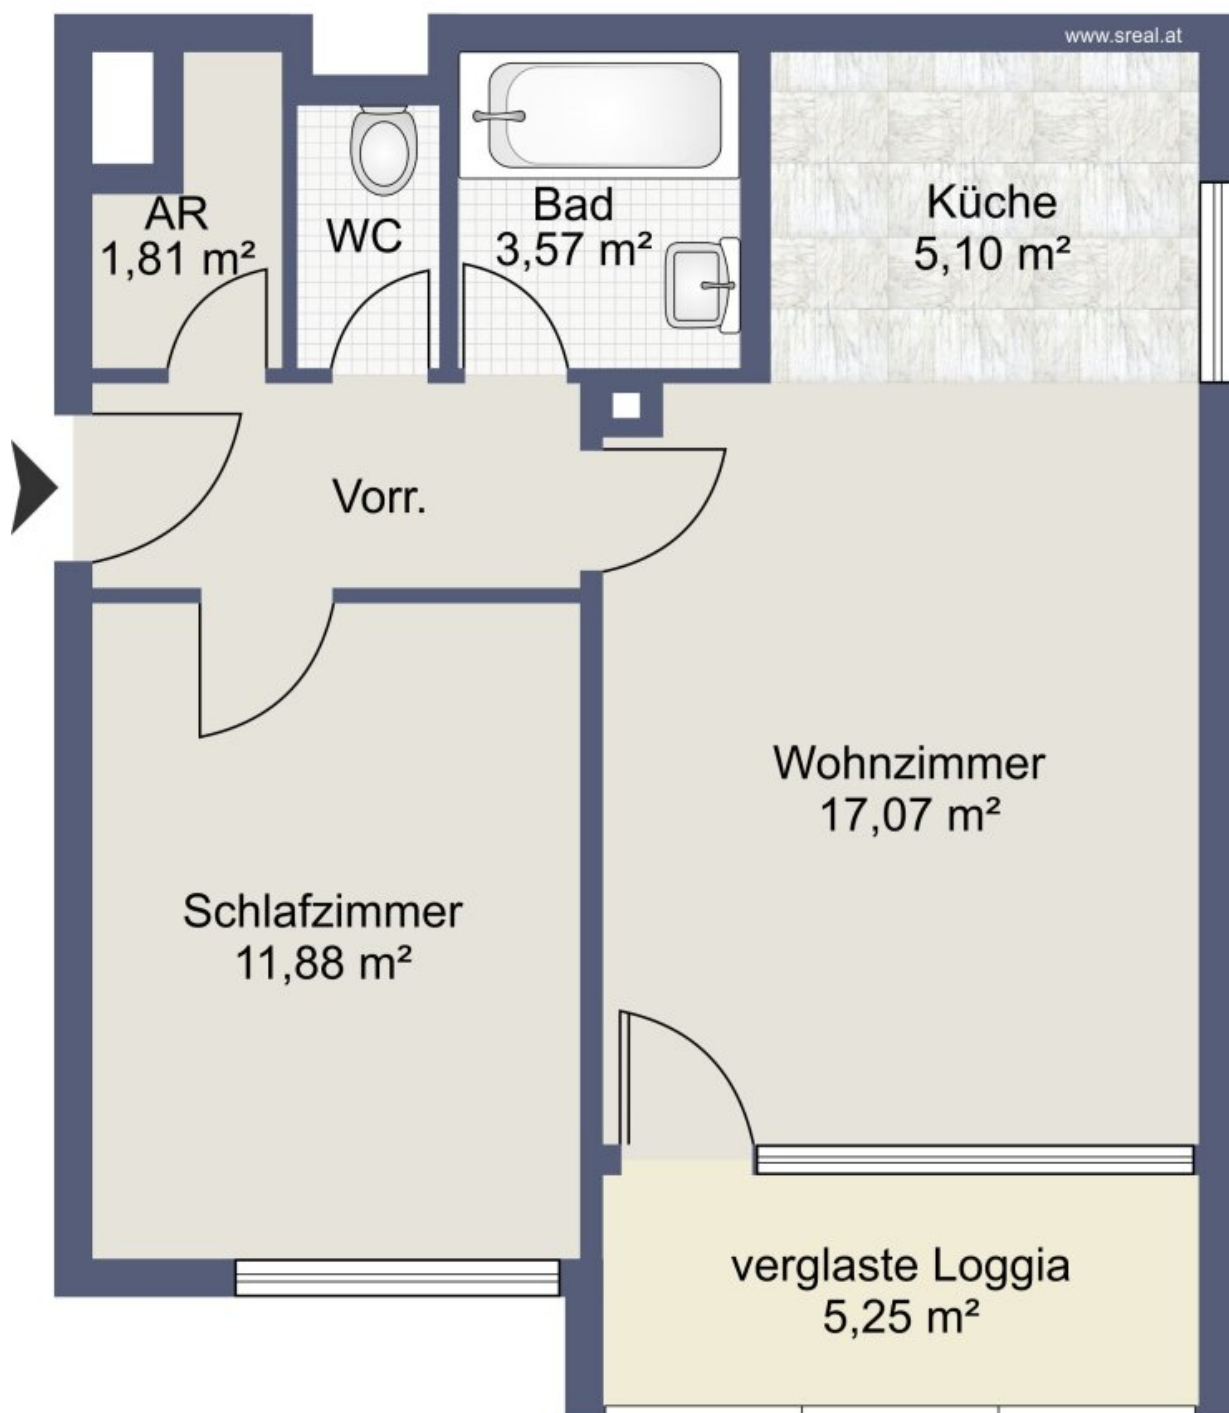 www.sreal.at
AR
1,81 m²
WC
Bad
3,57 m²
Küche
5,10 m²
Vorr.
Wohnzimmer
17,07 m²
Schlafzimmer
11,88 m²
verglaste Loggia
5,25 m²